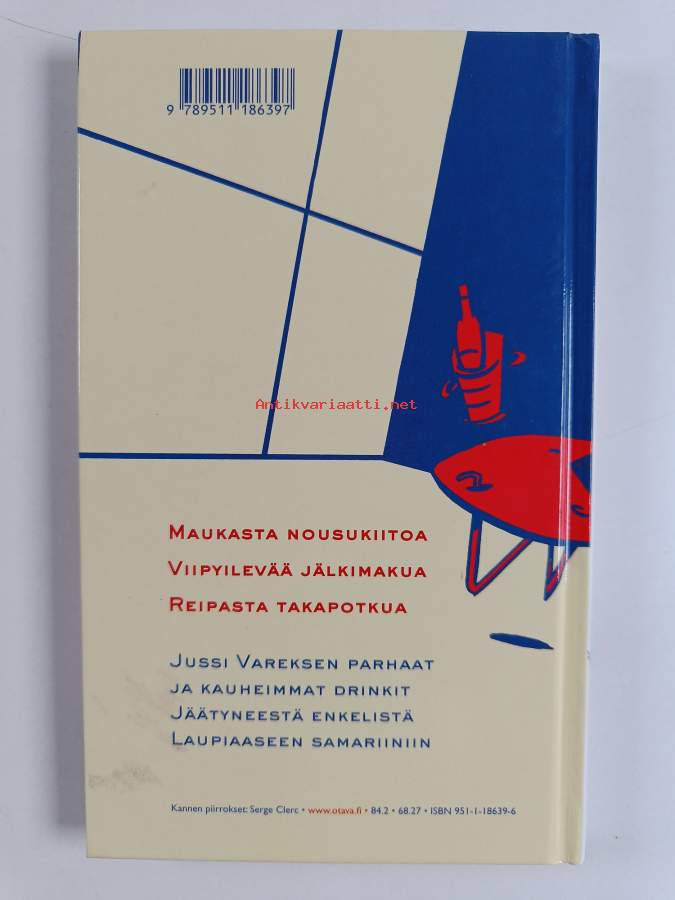 9 789511 186397
Antikvariaatti.net
MAUKASTA NOUSUKIITOA
VIIPYILEVÄÄ JÄLKIMAKUA
REIPASTA TAKAPOTKUA
JUSSI VAREKSEN PARHAAT
JA KAUHEIMMAT DRINKIT
JÄÄTYNEESTÄ ENKELISTÄ
LAUPIAASEEN SAMARIINIIN
Kannen piirrokset: Serge Clerc • www.otava.fi • 84.2 • 68.27 • ISBN 951-1-18639-6